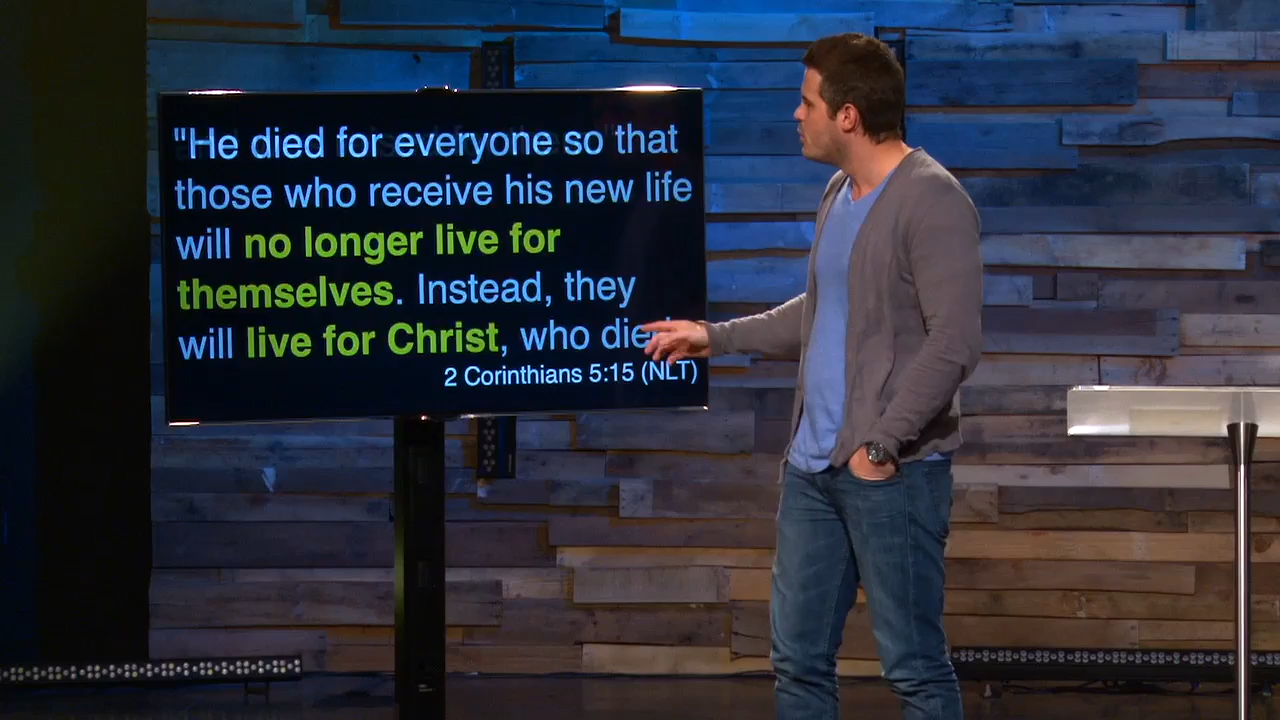 "He died for everyone so that
those who receive his new life
will no longer live for
themselves. Instead, they
will live for Christ, who died
2 Corinthians 5:15 (NLT)